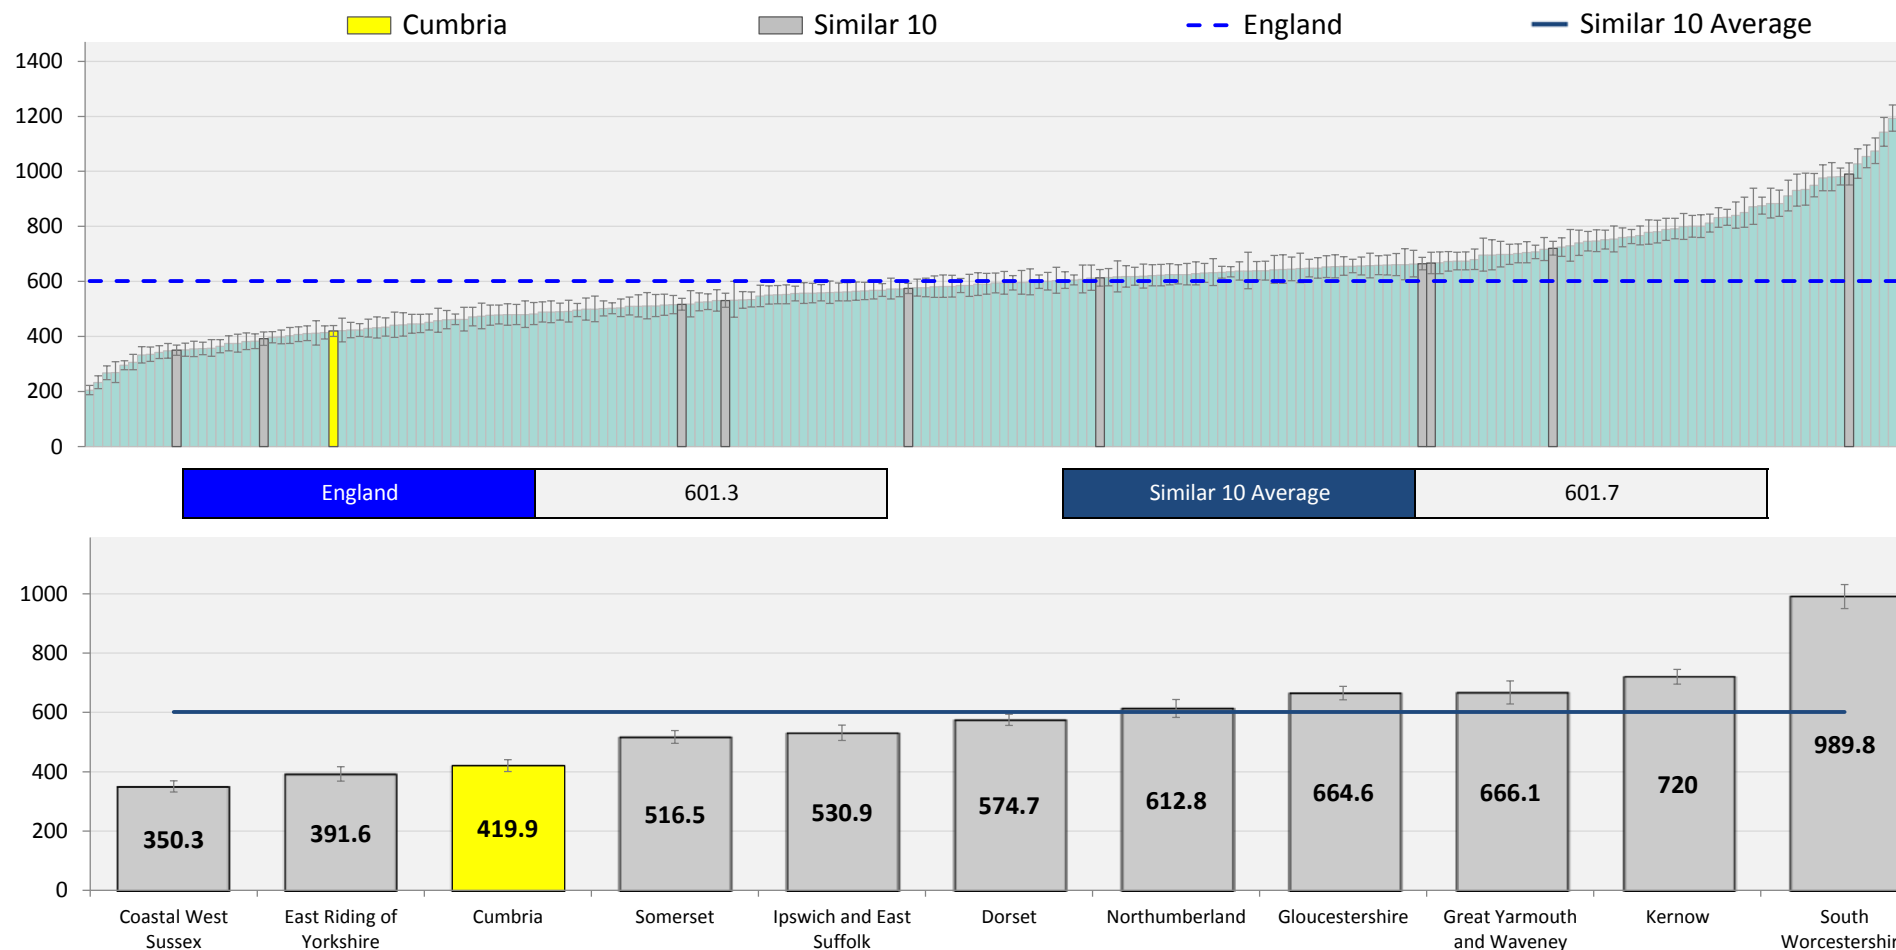 Cumbria Similar 10 England Similar 10 Average
1400
1200
1000
800
600
400
200
0
England 601.3 Similar 10 Average 601.7
1000
800
600
400
200
0
350.3 391.6 419.9 516.5 530.9 574.7 612.8 664.6 666.1 720 989.8
Coastal West East Riding of Cumbria Somerset Ipswich and East Dorset Northumberland Gloucestershire Great Yarmouth Kernow South
Sussex Yorkshire Suffolk and Waveney Worcestershir